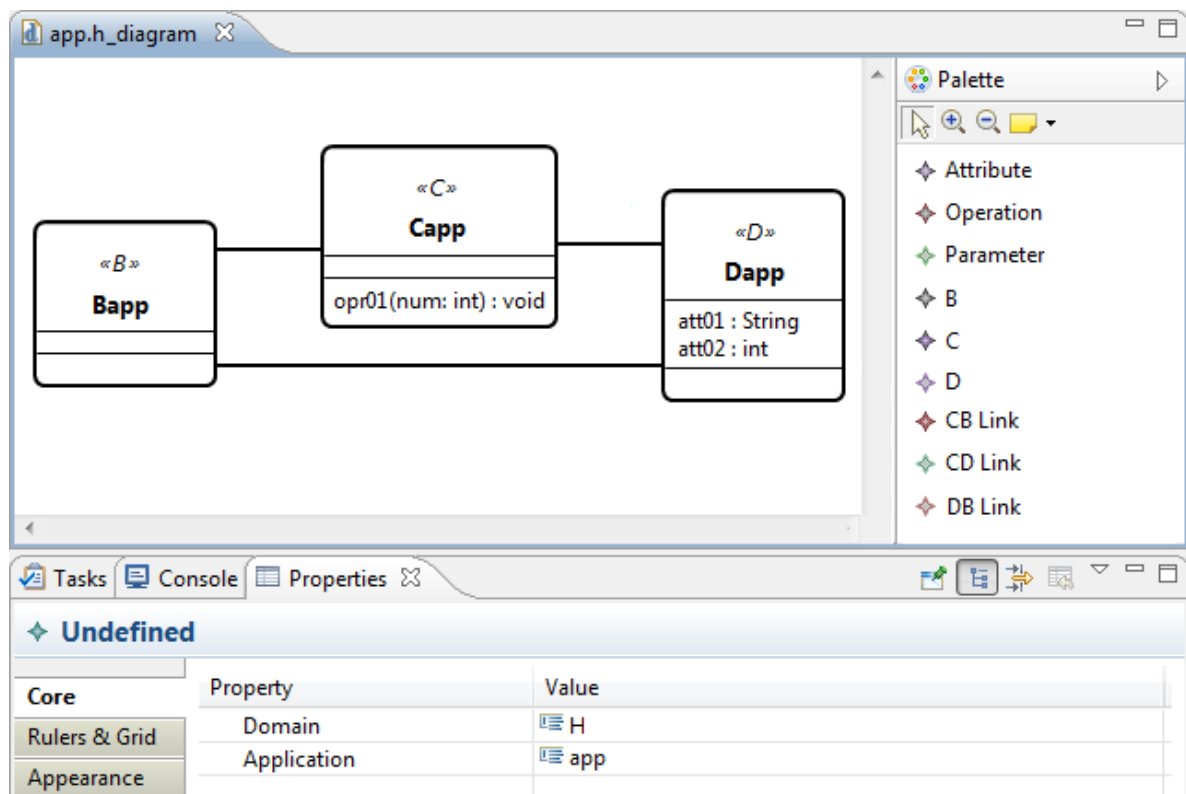 app.h_diagram
«B»
Bapp
«C»
Capp
opr01(num: int) : void
«D»
Dapp
att01 : String
att02 : int
Palette
Attribute
Operation
Parameter
B
C
D
CB Link
CD Link
DB Link
Tasks Console Properties
Undefined
Core
Rulers & Grid
Appearance
Property Value
Domain H
Application app